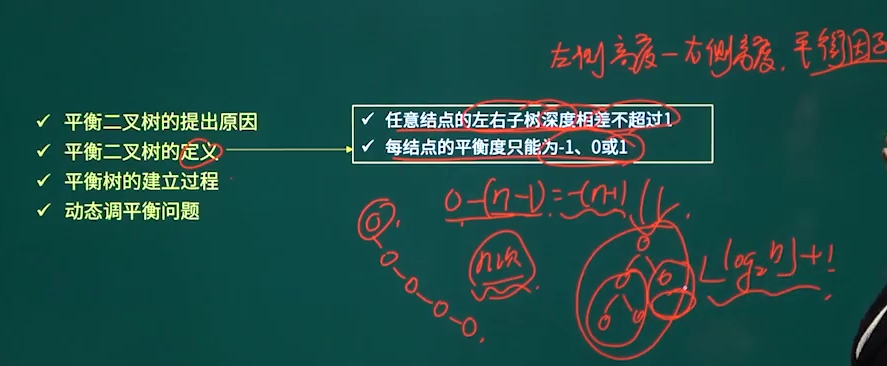 左侧高度-右侧高度.平衡因子
✓ 平衡二叉树的提出原因
✓ 平衡二叉树的定义
✓ 平衡树的建立过程
✓ 动态调平衡问题
✓ 任意结点的左右子树深度相差不超过1
✓ 每结点的平衡度只能为-1、0或1
0-(n-1)=-(n-1)
n次
⌊log₂n⌋+1